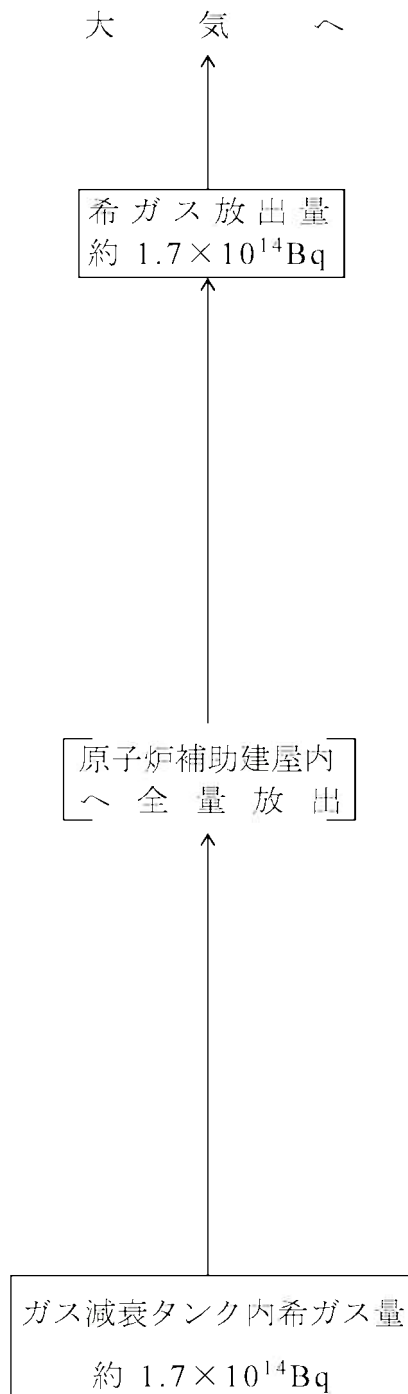 大気へ
希ガス放出量
約 1.7×10¹⁴Bq
原子炉補助建屋内
へ全量放出
ガス減衰タンク内希ガス量
約 1.7×10¹⁴Bq